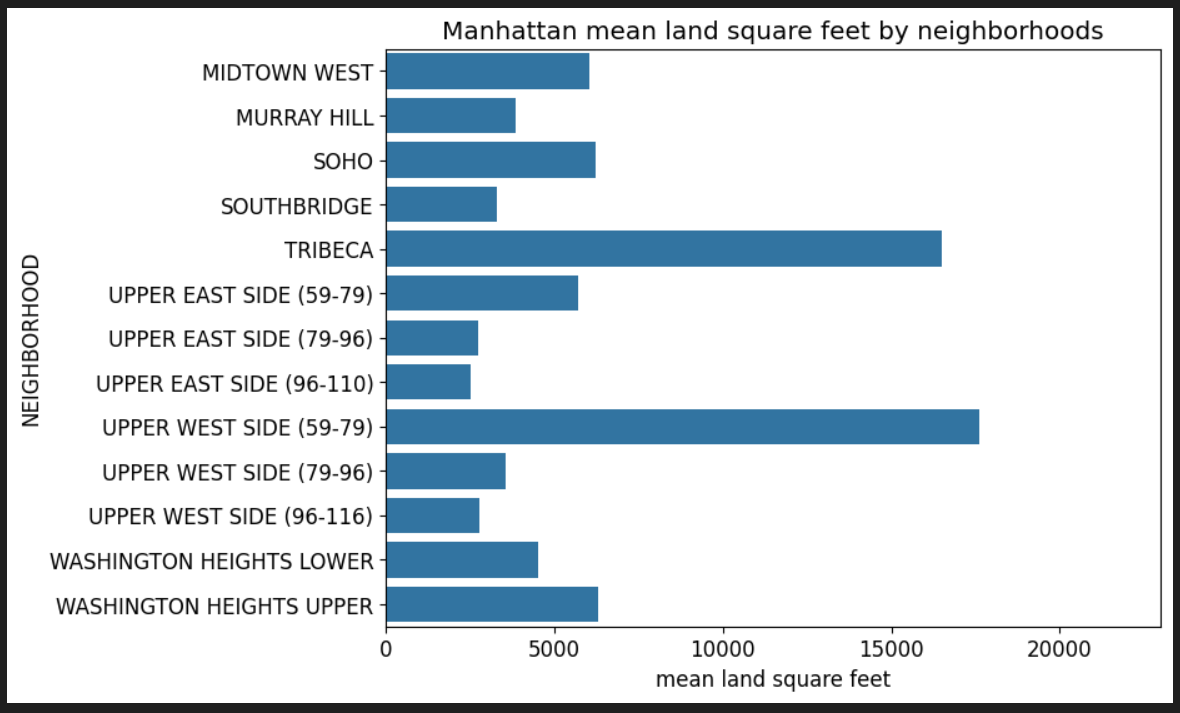 Manhattan mean land square feet by neighborhoods
NEIGHBORHOOD
MIDTOWN WEST
MURRAY HILL
SOHO
SOUTHBRIDGE
TRIBECA
UPPER EAST SIDE (59-79)
UPPER EAST SIDE (79-96)
UPPER EAST SIDE (96-110)
UPPER WEST SIDE (59-79)
UPPER WEST SIDE (79-96)
UPPER WEST SIDE (96-116)
WASHINGTON HEIGHTS LOWER
WASHINGTON HEIGHTS UPPER
0 5000 10000 15000 20000
mean land square feet